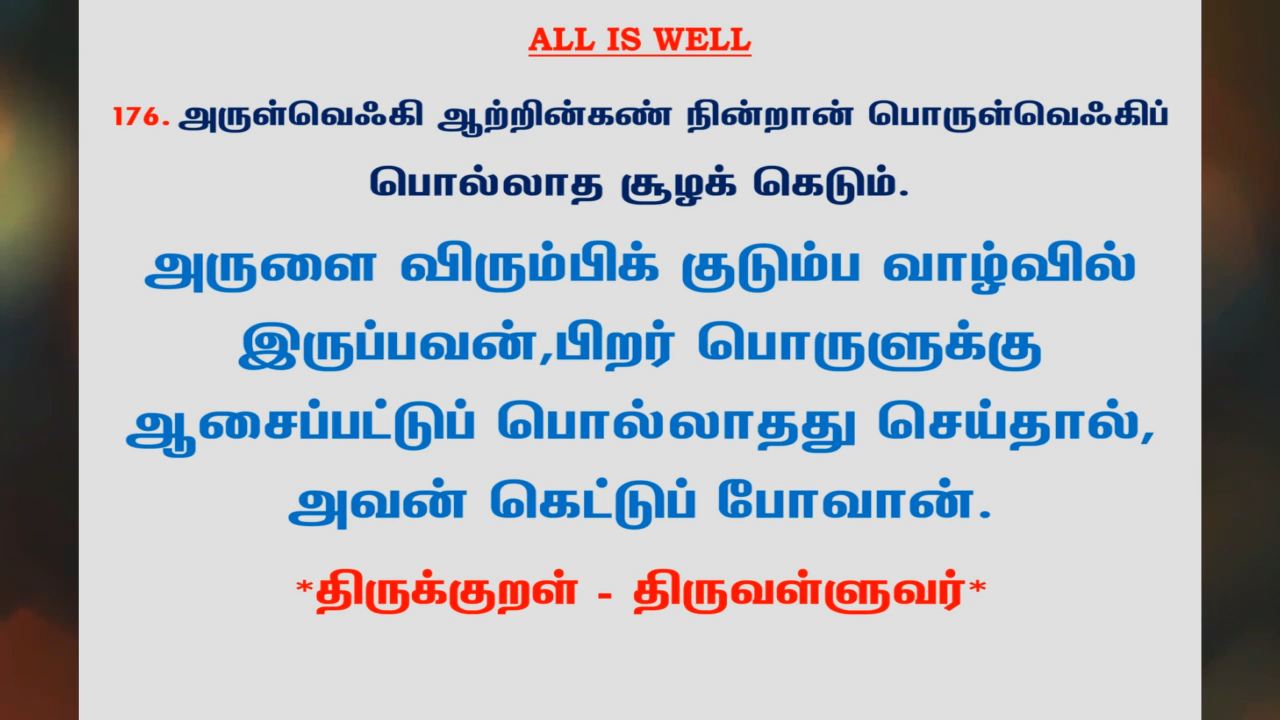 ALL IS WELL
176. அருள்வெஃகி ஆற்றின்கண் நின்றான் பொருள்வெஃகிப்
பொல்லாத சூழக் கெடும்.
அருளை விரும்பிக் குடும்ப வாழ்வில்
இருப்பவன்,பிறர் பொருளுக்கு
ஆசைப்பட்டுப் பொல்லாதது செய்தால்,
அவன் கெட்டுப் போவான்.
*திருக்குறள் - திருவள்ளுவர்*